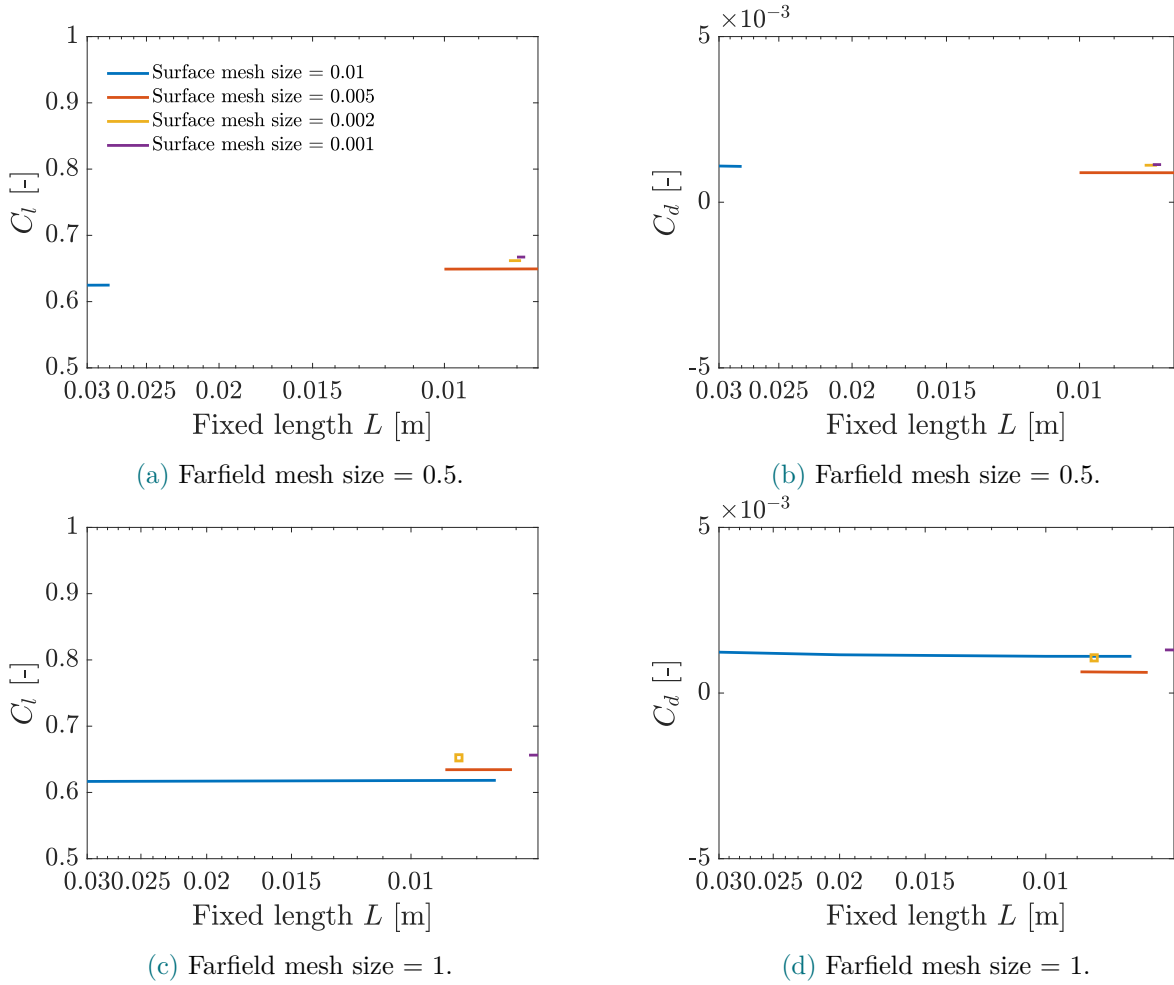 1
0.9
0.8
0.7
0.6
0.5
C_l [-]
Surface mesh size = 0.01
Surface mesh size = 0.005
Surface mesh size = 0.002
Surface mesh size = 0.001
0.03 0.025 0.02 0.015 0.01
Fixed length L [m]
(a) Farfield mesh size = 0.5.
×10⁻³
5
0
-5
C_d [-]
0.03 0.025 0.02 0.015 0.01
Fixed length L [m]
(b) Farfield mesh size = 0.5.
1
0.9
0.8
0.7
0.6
0.5
C_l [-]
0.03 0.025 0.02 0.015 0.01
Fixed length L [m]
(c) Farfield mesh size = 1.
×10⁻³
5
0
-5
C_d [-]
0.03 0.025 0.02 0.015 0.01
Fixed length L [m]
(d) Farfield mesh size = 1.